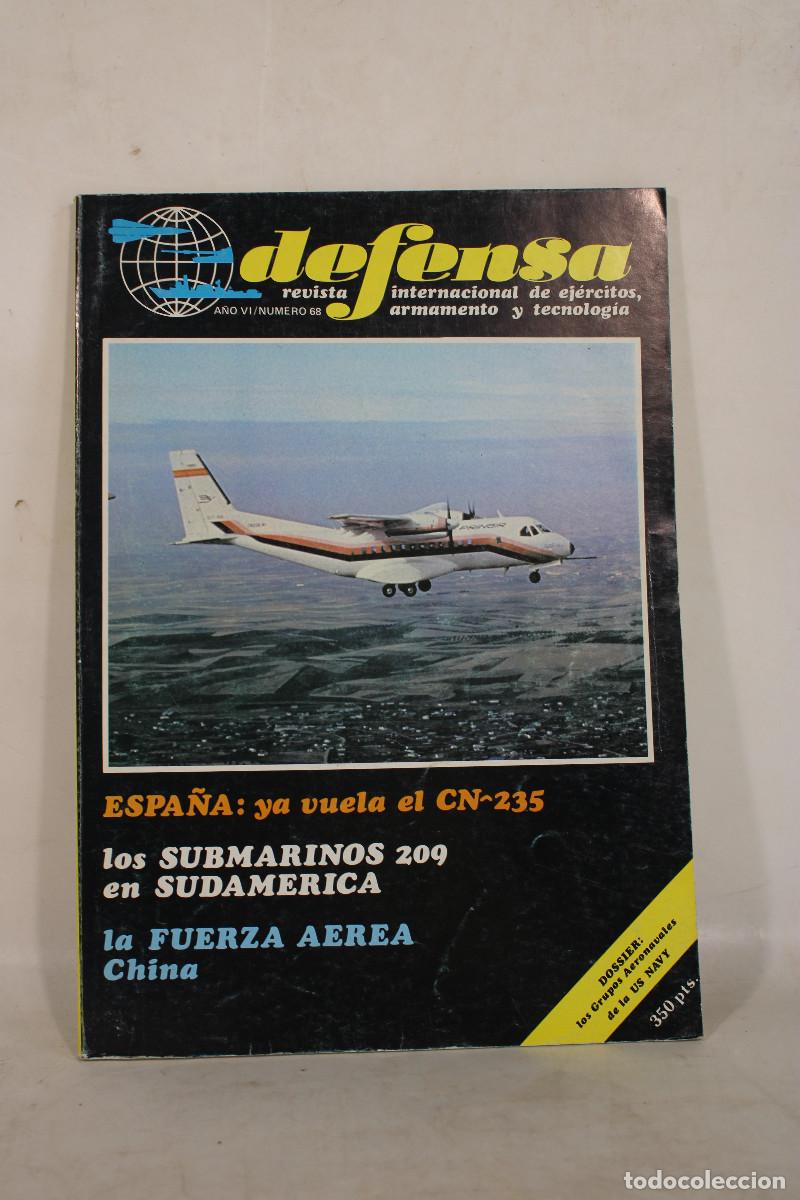 defensa
revista internacional de ejércitos,
armamento y tecnología
AÑO VI/NUMERO 68
PRINAIR
ESPAÑA: ya vuela el CN-235
los SUBMARINOS 209
en SUDAMERICA
la FUERZA AEREA
China
DOSSIER:
los Grupos Aeronavales
de la US NAVY
350 pts.
todocoleccion